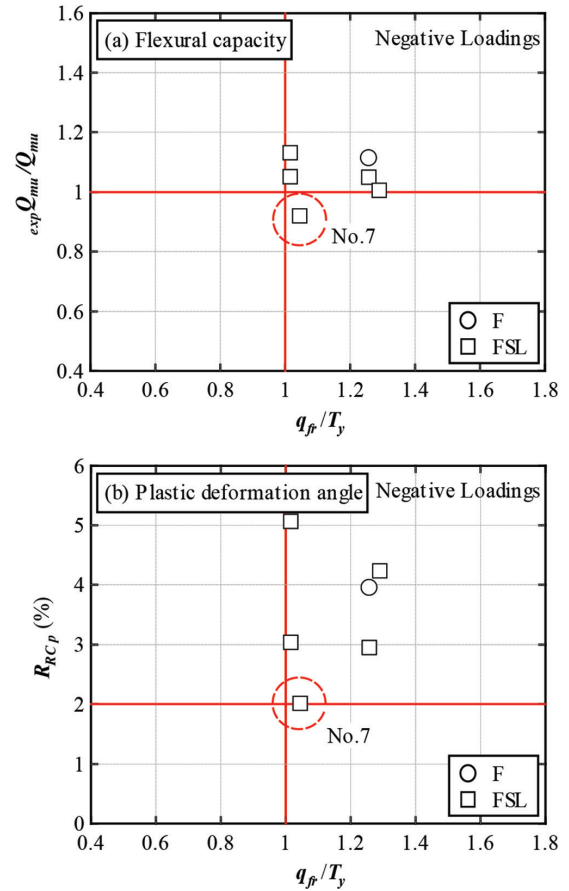 (a) Flexural capacity
Negative Loadings
1.6
1.4
1.2
1
0.8
0.6
0.4
expQmu/Qmu
No.7
F
FSL
0.4 0.6 0.8 1 1.2 1.4 1.6 1.8
qfr/Ty
(b) Plastic deformation angle
Negative Loadings
6
5
4
3
2
1
0
RRCp (%)
No.7
F
FSL
0.4 0.6 0.8 1 1.2 1.4 1.6 1.8
qfr/Ty